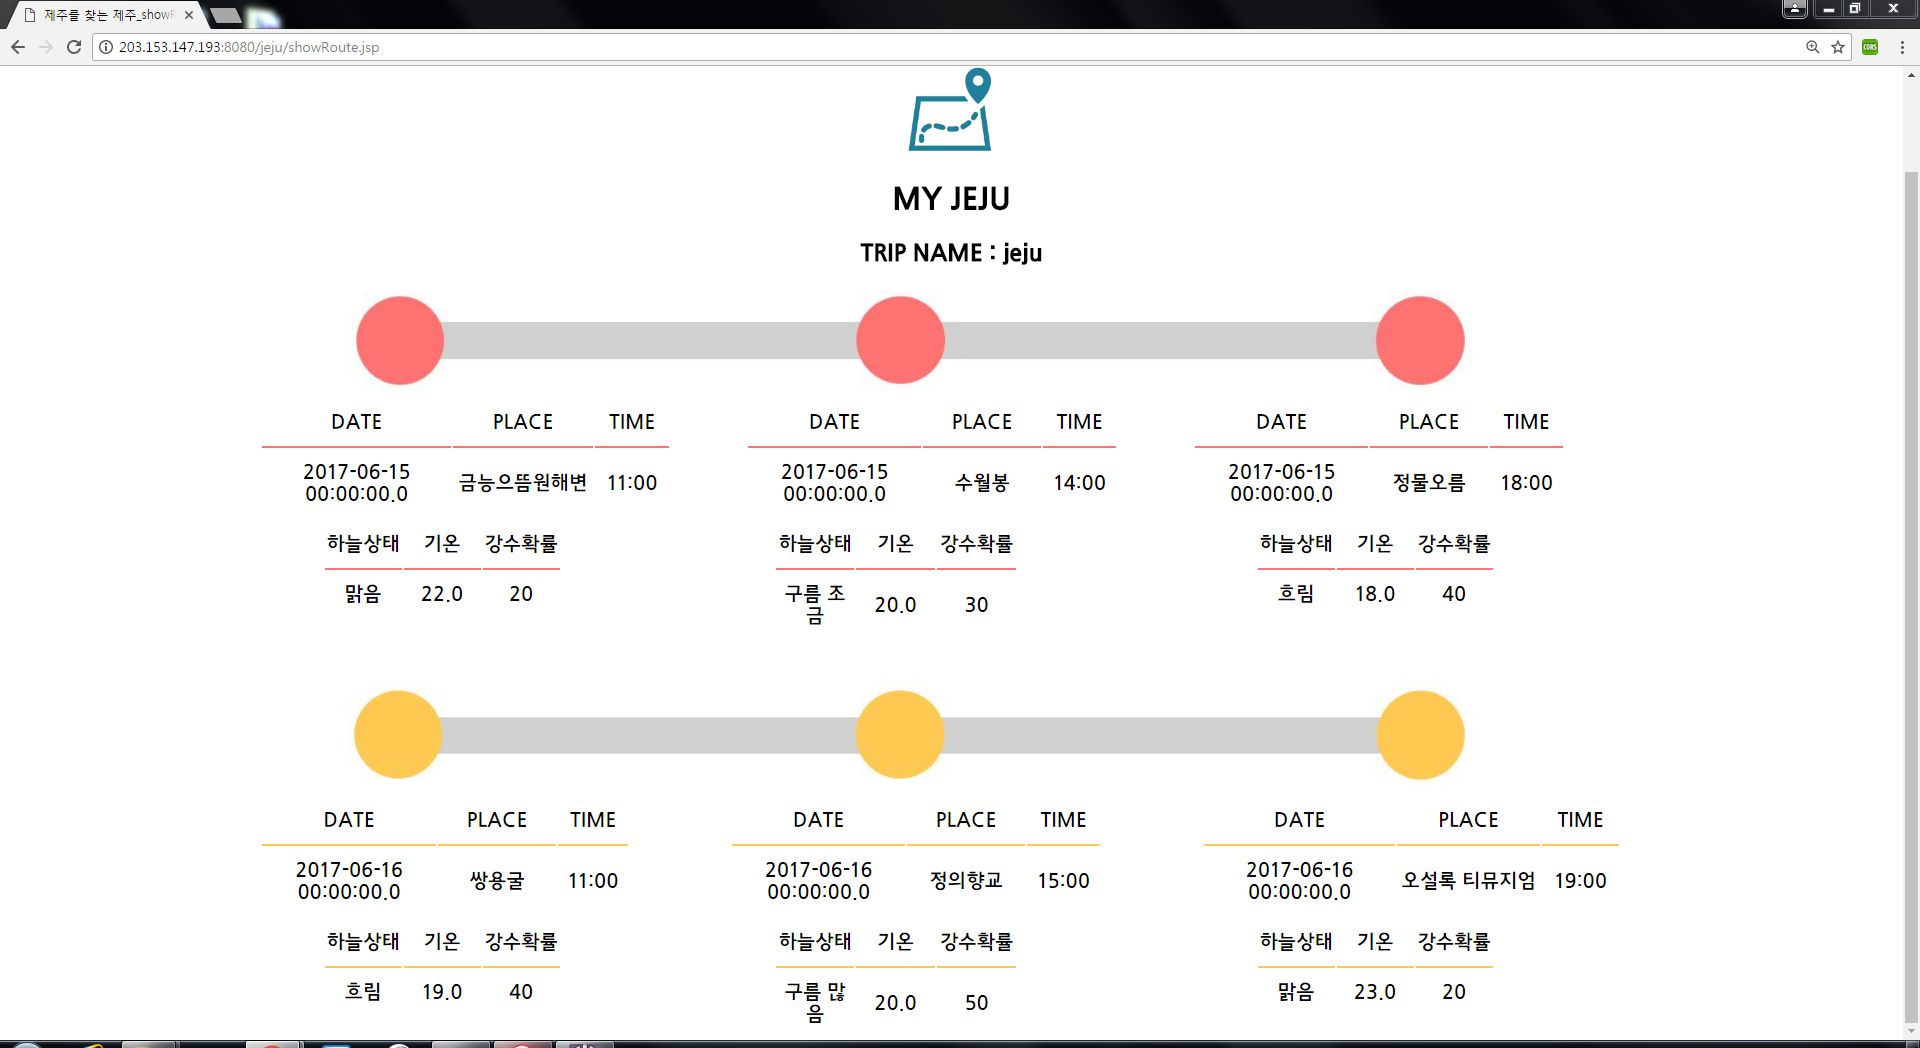 제주를 찾는 제주_showR
203.153.147.193:8080/jeju/showRoute.jsp
CORS
MY JEJU
TRIP NAME : jeju
DATE PLACE TIME DATE PLACE TIME DATE PLACE TIME
2017-06-15 00:00:00.0 금능으뜸원해변 11:00 2017-06-15 00:00:00.0 수월봉 14:00 2017-06-15 00:00:00.0 정물오름 18:00
하늘상태 기온 강수확률 하늘상태 기온 강수확률 하늘상태 기온 강수확률
맑음 22.0 20 구름 조금 20.0 30 흐림 18.0 40
DATE PLACE TIME DATE PLACE TIME DATE PLACE TIME
2017-06-16 00:00:00.0 쌍용굴 11:00 2017-06-16 00:00:00.0 정의향교 15:00 2017-06-16 00:00:00.0 오설록 티뮤지엄 19:00
하늘상태 기온 강수확률 하늘상태 기온 강수확률 하늘상태 기온 강수확률
흐림 19.0 40 구름 많음 20.0 50 맑음 23.0 20